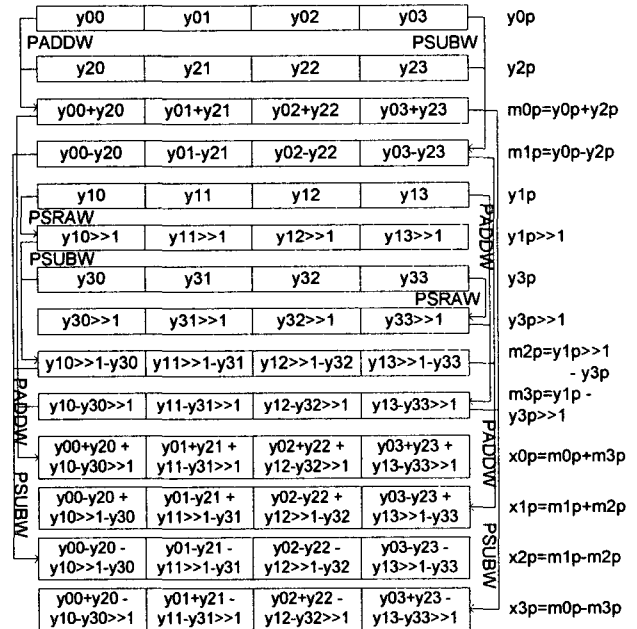 y00 y01 y02 y03 y0p
PADDW PSUBW
y20 y21 y22 y23 y2p
y00+y20 y01+y21 y02+y22 y03+y23 m0p=y0p+y2p
y00-y20 y01-y21 y02-y22 y03-y23 m1p=y0p-y2p
y10 y11 y12 y13 y1p
PSRAW
PADDW
y10>>1 y11>>1 y12>>1 y13>>1 y1p>>1
PSUBW
y30 y31 y32 y33 y3p
PSRAW
y30>>1 y31>>1 y32>>1 y33>>1 y3p>>1
y10>>1-y30 y11>>1-y31 y12>>1-y32 y13>>1-y33 m2p=y1p>>1
- y3p
PADDW
y10-y30>>1 y11-y31>>1 y12-y32>>1 y13-y33>>1 m3p=y1p -
y3p>>1
PADDW
y00+y20 + y01+y21 + y02+y22 + y03+y23 +
y10-y30>>1 y11-y31>>1 y12-y32>>1 y13-y33>>1 x0p=m0p+m3p
PSUBW
y00-y20 + y01-y21 + y02-y22 + y03-y23 +
y10>>1-y30 y11>>1-y31 y12>>1-y32 y13>>1-y33 x1p=m1p+m2p
PSUBW
y00-y20 - y01-y21 - y02-y22 - y03-y23 -
y10>>1-y30 y11>>1-y31 y12>>1-y32 y13>>1-y33 x2p=m1p-m2p
y00+y20 - y01+y21 - y02+y22 - y03+y23 -
y10-y30>>1 y11-y31>>1 y12-y32>>1 y13-y33>>1 x3p=m0p-m3p